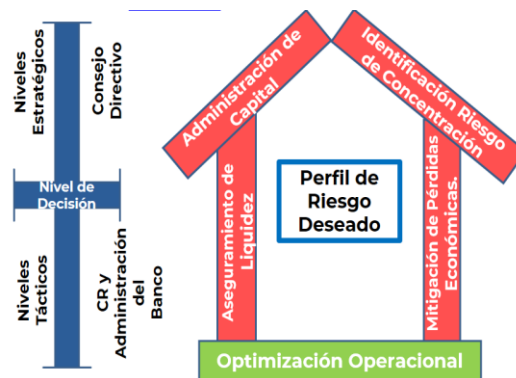 Niveles
Estratégicos
Consejo
Directivo
Nivel de
Decisión
Niveles
Tácticos
CR y
Administración
del
Banco
Administración de
Capital
Identificación Riesgo
de Concentración
Aseguramiento de
Liquidez
Perfil de
Riesgo
Deseado
Mitigación de Pérdidas
Económicas.
Optimización Operacional